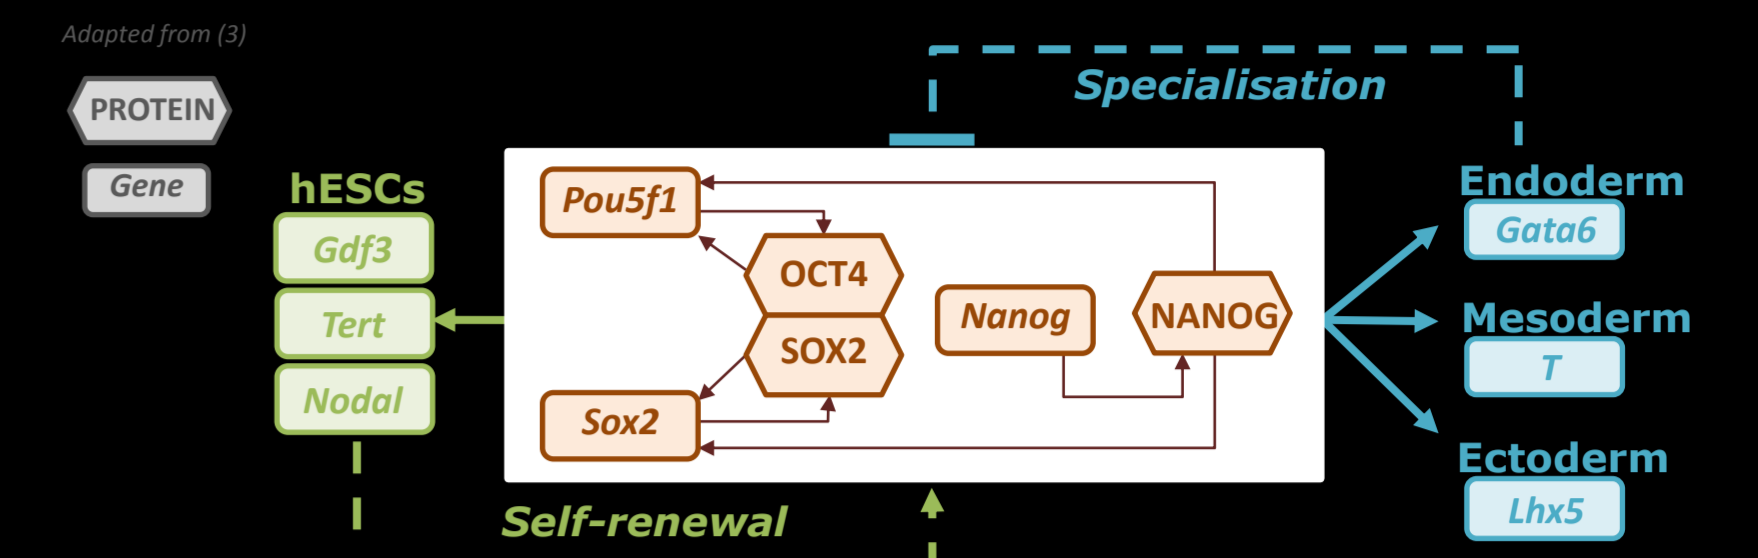 Adapted from (3)
PROTEIN
Gene
hESCs
Gdf3
Tert
Nodal
Self-renewal
Pou5f1
OCT4
SOX2
Sox2
Nanog
NANOG
Specialisation
Endoderm
Gata6
Mesoderm
T
Ectoderm
Lhx5